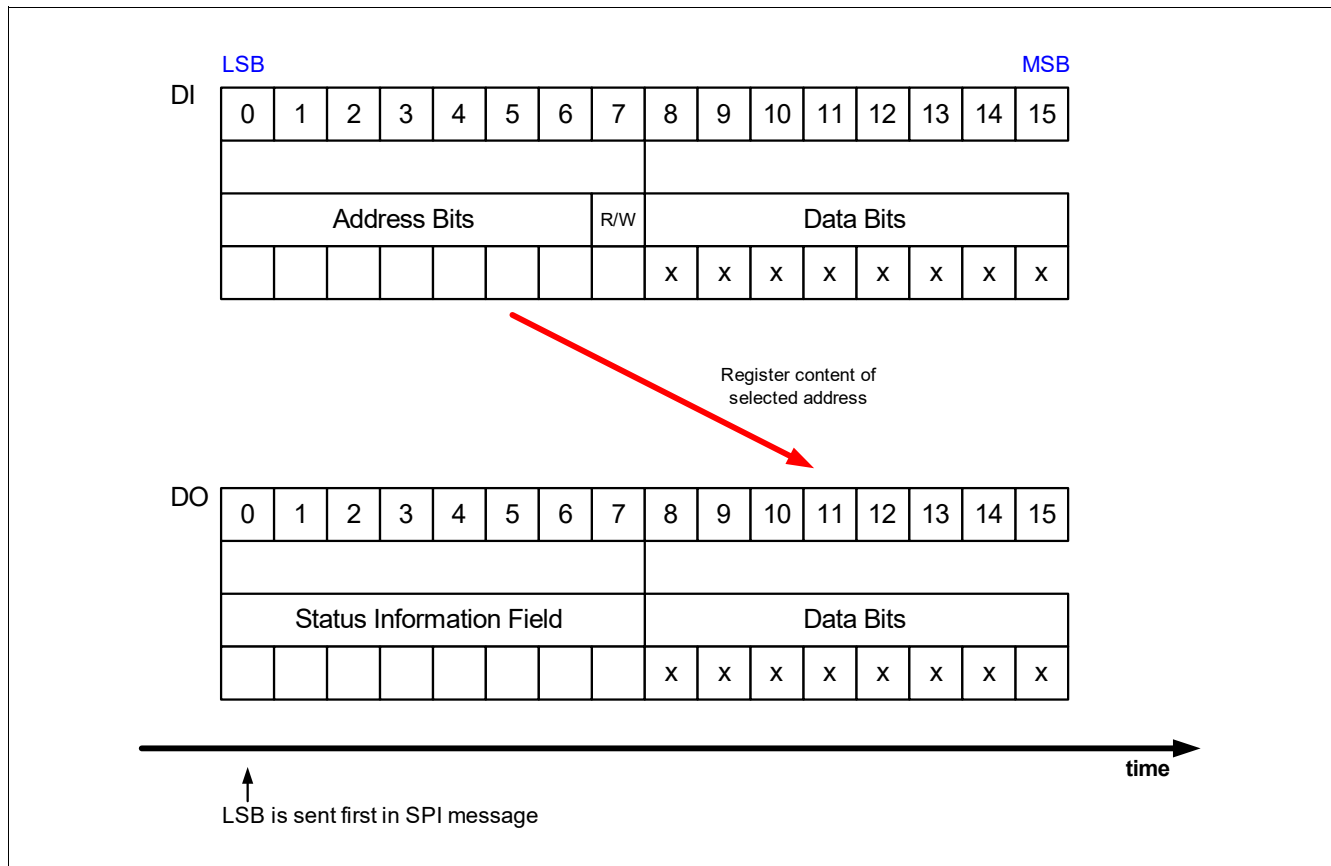 LSB MSB
DI 0 1 2 3 4 5 6 7 8 9 10 11 12 13 14 15
Address Bits R/W Data Bits
x x x x x x x x
Register content of
selected address
DO 0 1 2 3 4 5 6 7 8 9 10 11 12 13 14 15
Status Information Field Data Bits
x x x x x x x x
time
LSB is sent first in SPI message